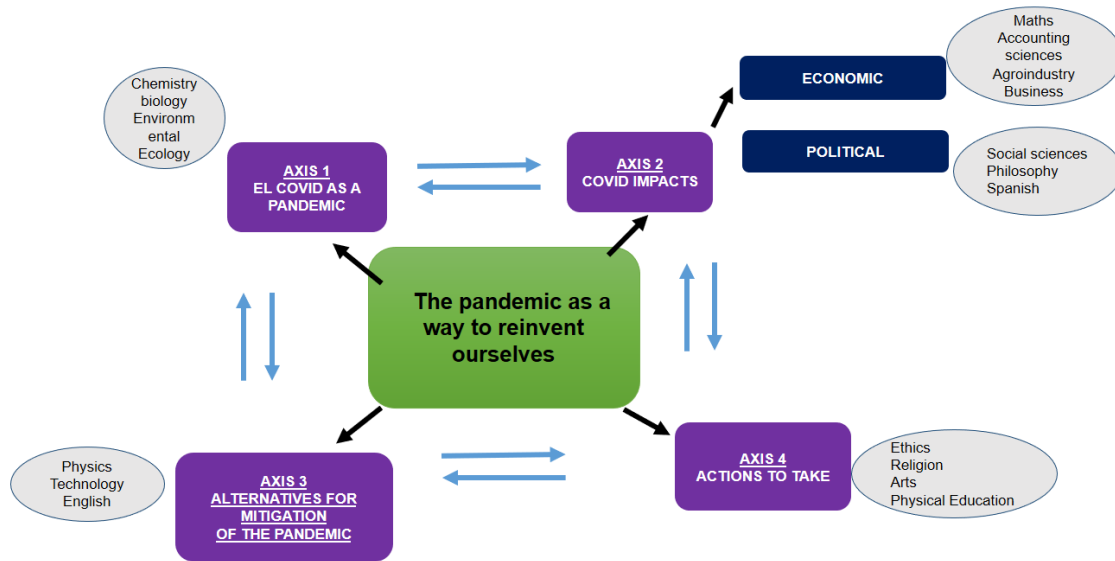 Chemistry
biology
Environm
ental
Ecology
AXIS 1
EL COVID AS A
PANDEMIC
AXIS 2
COVID IMPACTS
ECONOMIC
Maths
Accounting
sciences
Agroindustry
Business
POLITICAL
Social sciences
Philosophy
Spanish
The pandemic as a
way to reinvent
ourselves
Physics
Technology
English
AXIS 3
ALTERNATIVES FOR
MITIGATION
OF THE PANDEMIC
AXIS 4
ACTIONS TO TAKE
Ethics
Religion
Arts
Physical Education